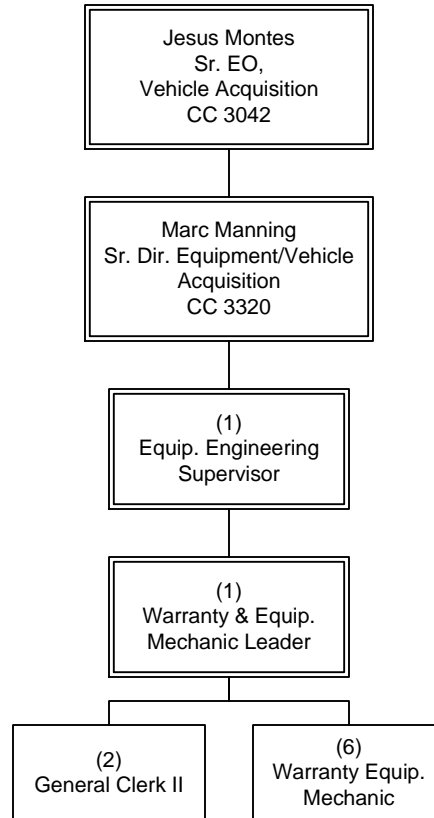 Jesus Montes
Sr. EO,
Vehicle Acquisition
CC 3042
Marc Manning
Sr. Dir. Equipment/Vehicle
Acquisition
CC 3320
(1)
Equip. Engineering
Supervisor
(1)
Warranty & Equip.
Mechanic Leader
(2)
General Clerk II
(6)
Warranty Equip.
Mechanic